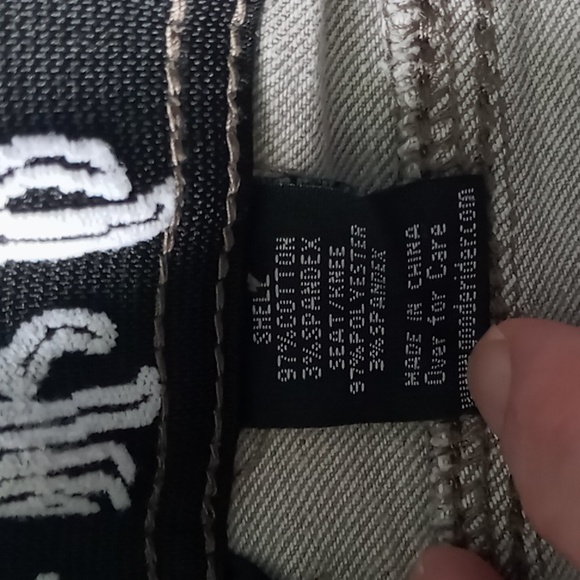 SHELL
97%COTTON
3%SPANDEX
SEAT/KNEE
97%POLYESTER
3%SPANDEX
MADE IN CHINA
Over for Care